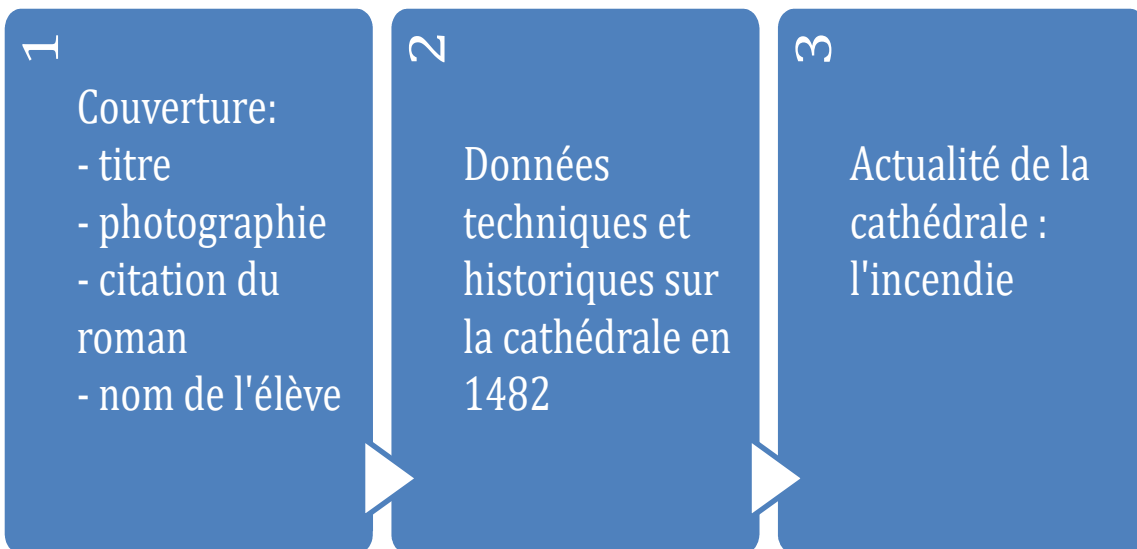 1
Couverture:
- titre
- photographie
- citation du
roman
- nom de l'élève
2
Données
techniques et
historiques sur
la cathédrale en
1482
3
Actualité de la
cathédrale :
l'incendie